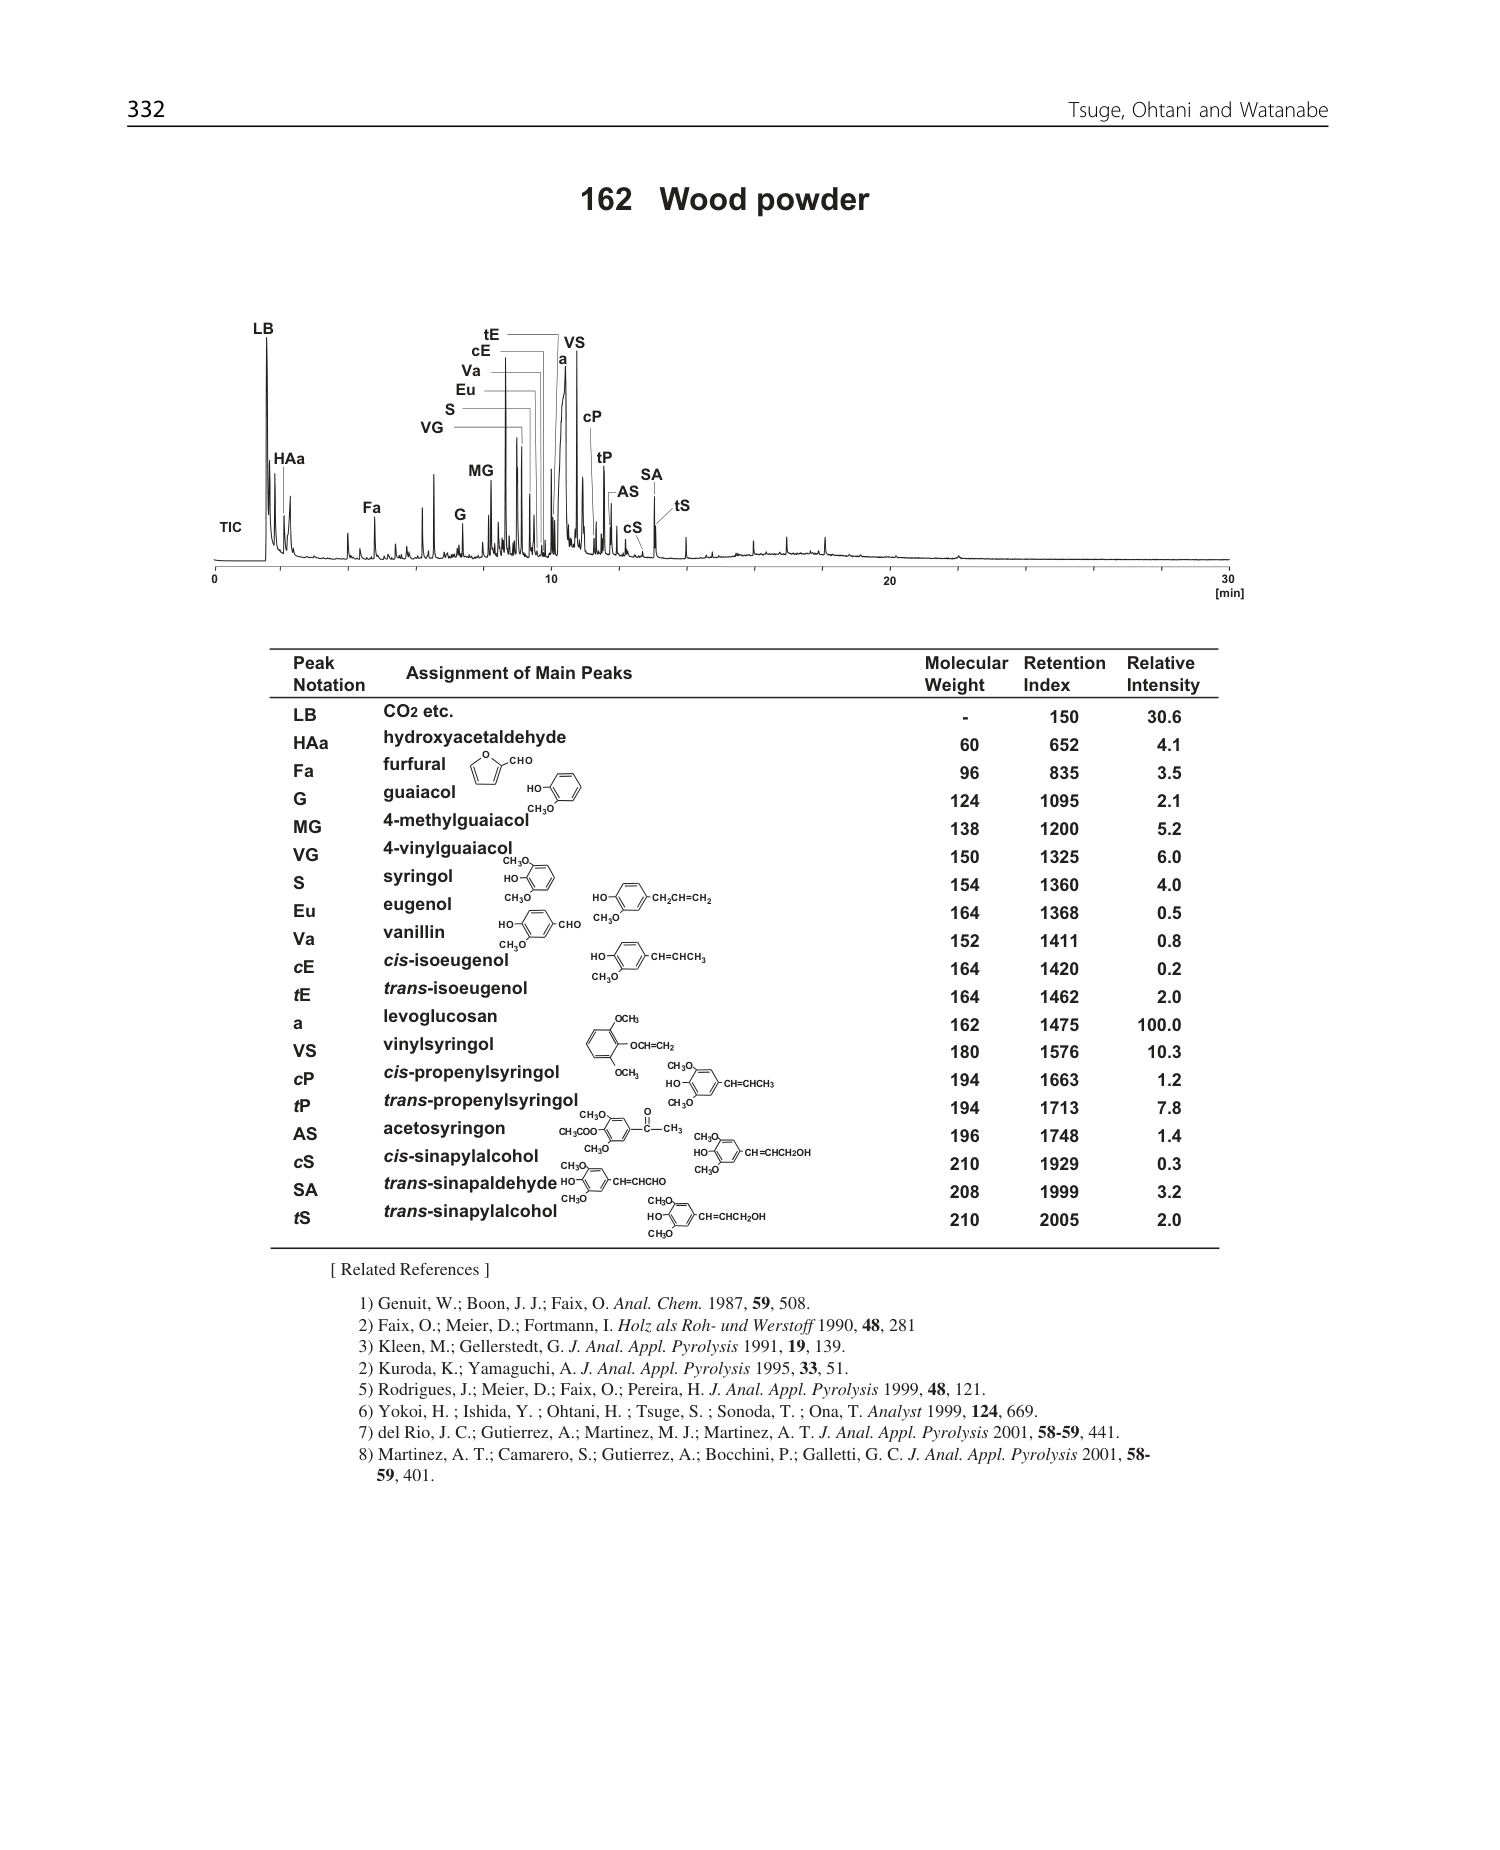 332 Tsuge, Ohtani and Watanabe
162 Wood powder
LB
tE
VS
cE
a
Va
Eu
S
cP
VG
HAa
tP
MG
SA
AS
Fa
tS
G
TIC
cS
0 10 20 30
[min]
Peak Notation Assignment of Main Peaks Molecular Weight Retention Index Relative Intensity
LB CO2 etc. - 150 30.6
HAa hydroxyacetaldehyde 60 652 4.1
Fa furfural O CHO 96 835 3.5
G guaiacol HO CH3O 124 1095 2.1
MG 4-methylguaiacol 138 1200 5.2
VG 4-vinylguaiacol 150 1325 6.0
S syringol CH3O HO CH3O 154 1360 4.0
Eu eugenol HO CH3O CH2CH=CH2 164 1368 0.5
Va vanillin HO CH3O CHO 152 1411 0.8
cE cis-isoeugenol HO CH3O CH=CHCH3 164 1420 0.2
tE trans-isoeugenol 164 1462 2.0
a levoglucosan 162 1475 100.0
VS vinylsyringol OCH3 OCH=CH2 OCH3 180 1576 10.3
cP cis-propenylsyringol CH3O HO CH3O CH=CHCH3 194 1663 1.2
tP trans-propenylsyringol 194 1713 7.8
AS acetosyringon CH3O CH3COO CH3O O C CH3 196 1748 1.4
cS cis-sinapylalcohol CH3O HO CH3O CH=CHCH2OH 210 1929 0.3
SA trans-sinapaldehyde CH3O HO CH3O CH=CHCHO 208 1999 3.2
tS trans-sinapylalcohol CH3O HO CH3O CH=CHCH2OH 210 2005 2.0
[ Related References ]
1) Genuit, W.; Boon, J. J.; Faix, O. Anal. Chem. 1987, 59, 508.
2) Faix, O.; Meier, D.; Fortmann, I. Holz als Roh- und Werstoff 1990, 48, 281
3) Kleen, M.; Gellerstedt, G. J. Anal. Appl. Pyrolysis 1991, 19, 139.
2) Kuroda, K.; Yamaguchi, A. J. Anal. Appl. Pyrolysis 1995, 33, 51.
5) Rodrigues, J.; Meier, D.; Faix, O.; Pereira, H. J. Anal. Appl. Pyrolysis 1999, 48, 121.
6) Yokoi, H. ; Ishida, Y. ; Ohtani, H. ; Tsuge, S. ; Sonoda, T. ; Ona, T. Analyst 1999, 124, 669.
7) del Rio, J. C.; Gutierrez, A.; Martinez, M. J.; Martinez, A. T. J. Anal. Appl. Pyrolysis 2001, 58-59, 441.
8) Martinez, A. T.; Camarero, S.; Gutierrez, A.; Bocchini, P.; Galletti, G. C. J. Anal. Appl. Pyrolysis 2001, 58-
59, 401.